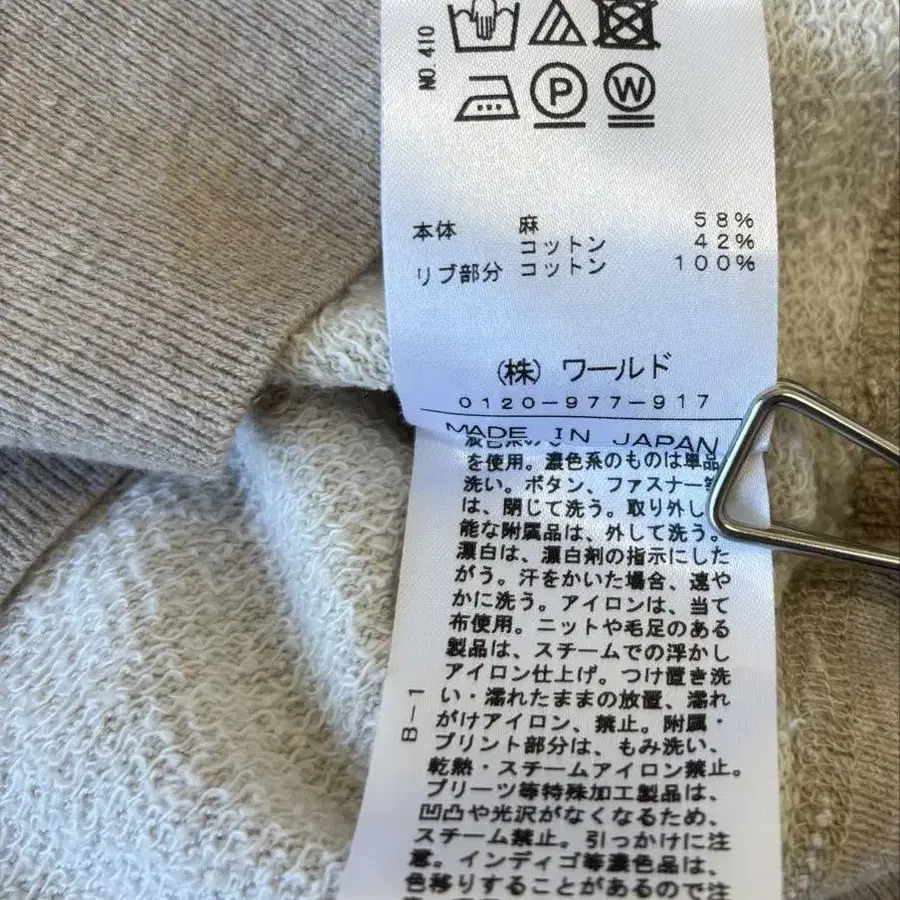 NO.410
P
W
本体 麻 58%
コットン 42%
リブ部分 コットン 100%
(株) ワールド
0120-977-917
MADE IN JAPAN
を使用。濃色系のものは単品
洗い。ボタン、ファスナー等
は、閉じて洗う。取り外し
能な附属品は、外して洗う。
漂白は、漂白剤の指示にした
がう。汗をかいた場合、速や
かに洗う。アイロンは、当て
布使用。ニットや毛足のある
製品は、スチームでの浮かし
アイロン仕上げ。つけ置き洗
い・濡れたままの放置、濡れ
がけアイロン、禁止。附属・
プリント部分は、もみ洗い、
乾熱・スチームアイロン禁止。
プリーツ等特殊加工製品は、
凹凸や光沢がなくなるため、
スチーム禁止。引っかけに注
意。インディゴ等濃色品は、
色移りすることがあるので注
B-1